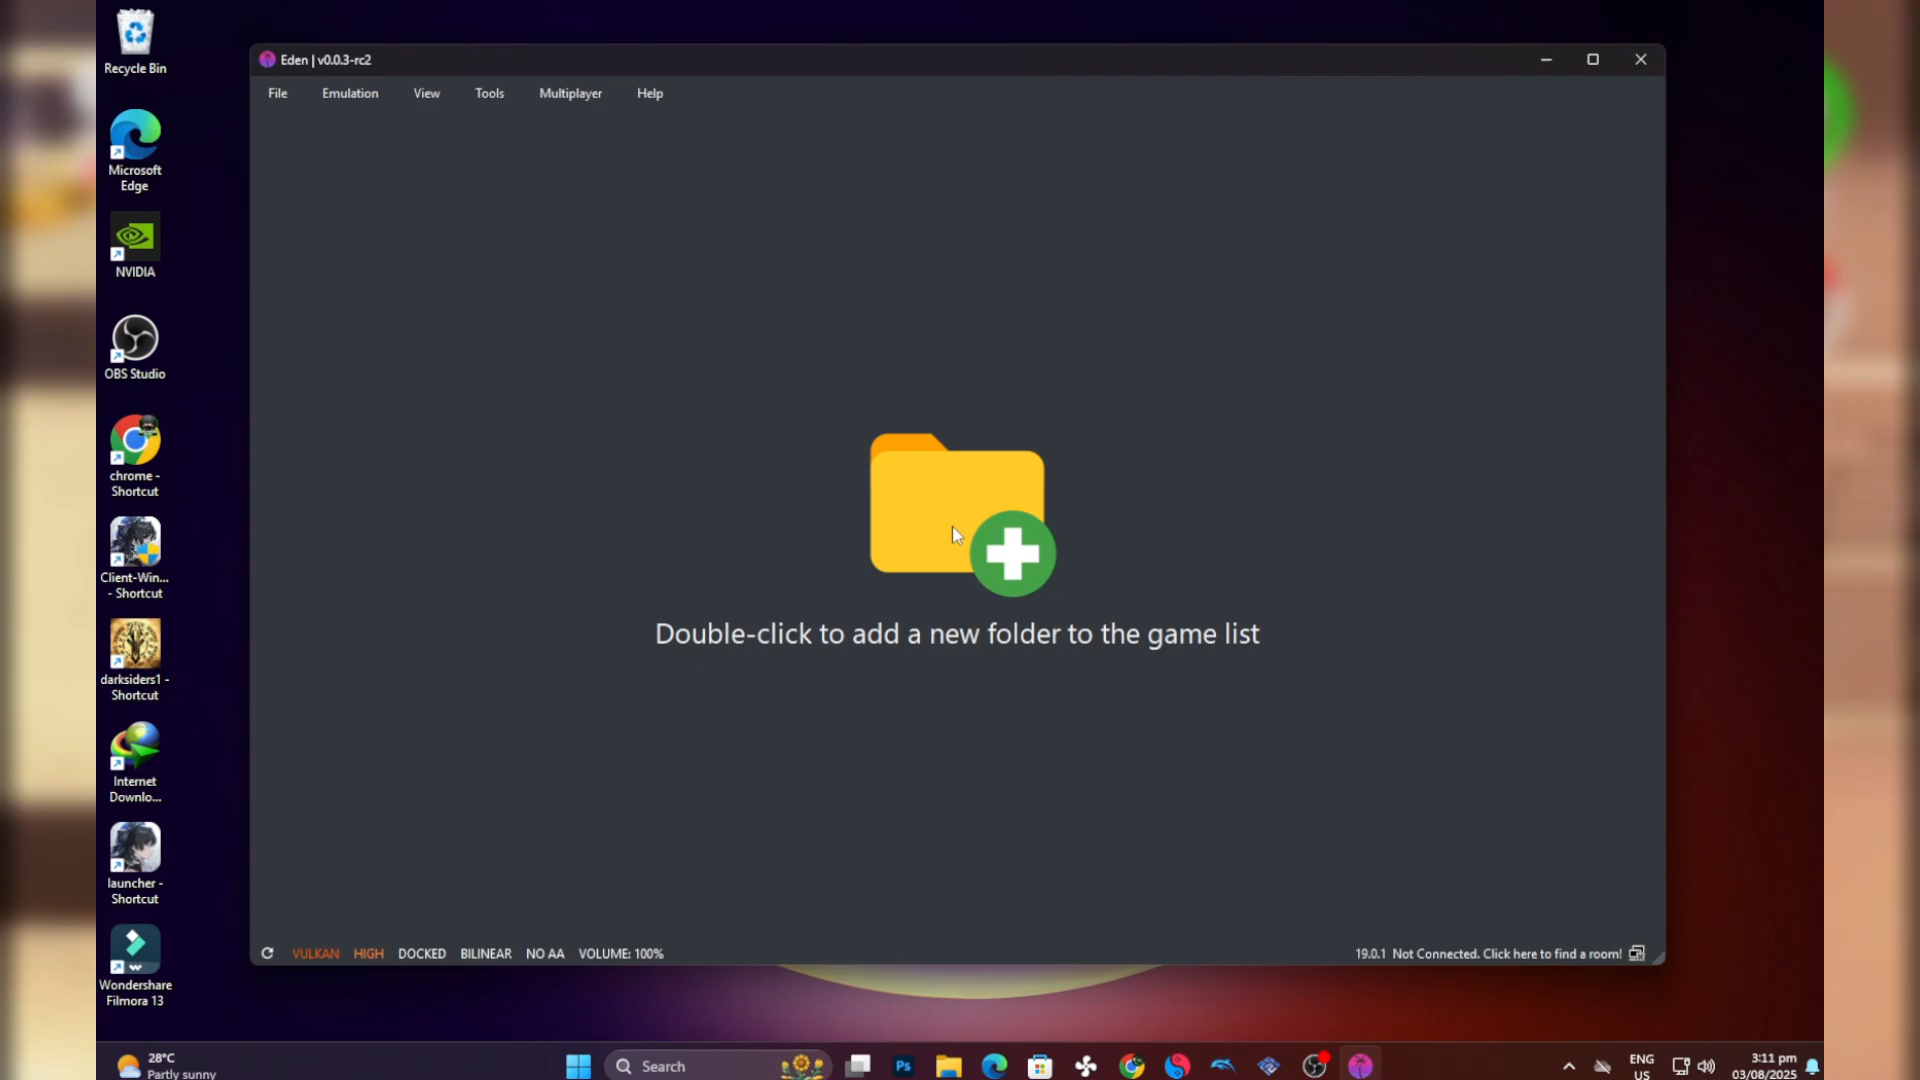 Recycle Bin
Microsoft
Edge
NVIDIA
OBS Studio
chrome -
Shortcut
Client-Win...
- Shortcut
darksiders1 -
Shortcut
Internet
Downlo...
launcher -
Shortcut
Wondershare
Filmora 13
Eden | v0.0.3-rc2
File Emulation View Tools Multiplayer Help
Double-click to add a new folder to the game list
VULKAN HIGH DOCKED BILINEAR NO AA VOLUME: 100%
19.0.1 Not Connected. Click here to find a room!
28°C
Partly sunny
Search
Ps
ENG
US
3:11 pm
03/08/2025